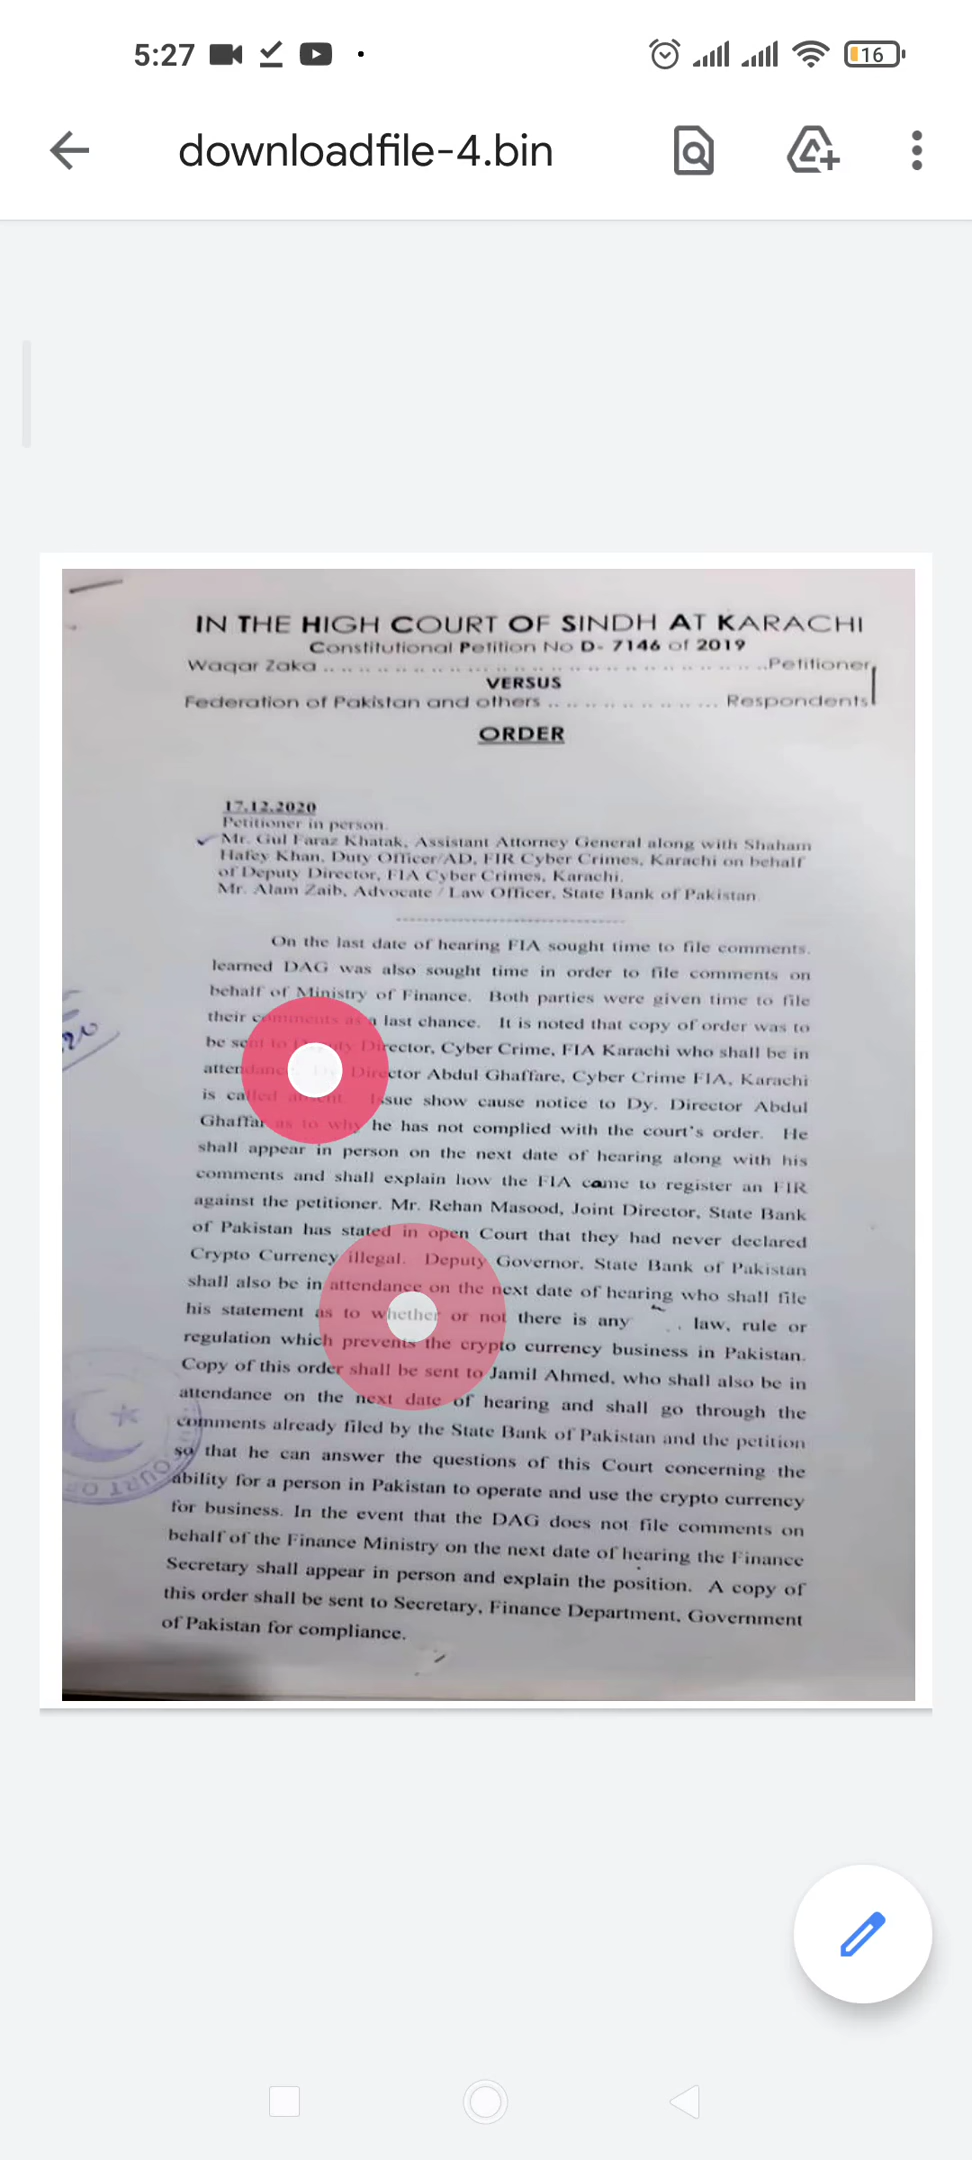 5:27
16
downloadfile-4.bin
IN THE HIGH COURT OF SINDH AT KARACHI
Constitutional Petition No D- 7146 of 2019
Waqar Zaka .. .. .. .. .. .. .. .. .. .. .. .. .. .. .. .. Petitioner
VERSUS
Federation of Pakistan and others .. .. .. .. .. .. .. ... Respondents
ORDER
17.12.2020
Petitioner in person.
Mr. Gul Faraz Khatak, Assistant Attorney General along with Shaham
Hafey Khan, Duty Officer/AD, FIR Cyber Crimes, Karachi on behalf
of Deputy Director, FIA Cyber Crimes, Karachi.
Mr. Alam Zaib, Advocate / Law Officer, State Bank of Pakistan
On the last date of hearing FIA sought time to file comments.
learned DAG was also sought time in order to file comments on
behalf of Ministry of Finance. Both parties were given time to file
their comments as a last chance. It is noted that copy of order was to
be sent to Deputy Director, Cyber Crime, FIA Karachi who shall be in
attendance. Dy. Director Abdul Ghaffare, Cyber Crime FIA, Karachi
is called absent. Issue show cause notice to Dy. Director Abdul
Ghaffar as to why he has not complied with the court's order. He
shall appear in person on the next date of hearing along with his
comments and shall explain how the FIA came to register an FIR
against the petitioner. Mr. Rehan Masood, Joint Director, State Bank
of Pakistan has stated in open Court that they had never declared
Crypto Currency illegal. Deputy Governor, State Bank of Pakistan
shall also be in attendance on the next date of hearing who shall file
his statement as to whether or not there is any law, rule or
regulation which prevents the crypto currency business in Pakistan.
Copy of this order shall be sent to Jamil Ahmed, who shall also be in
attendance on the next date of hearing and shall go through the
comments already filed by the State Bank of Pakistan and the petition
so that he can answer the questions of this Court concerning the
ability for a person in Pakistan to operate and use the crypto currency
for business. In the event that the DAG does not file comments on
behalf of the Finance Ministry on the next date of hearing the Finance
Secretary shall appear in person and explain the position. A copy of
this order shall be sent to Secretary, Finance Department, Government
of Pakistan for compliance.
COURT OF